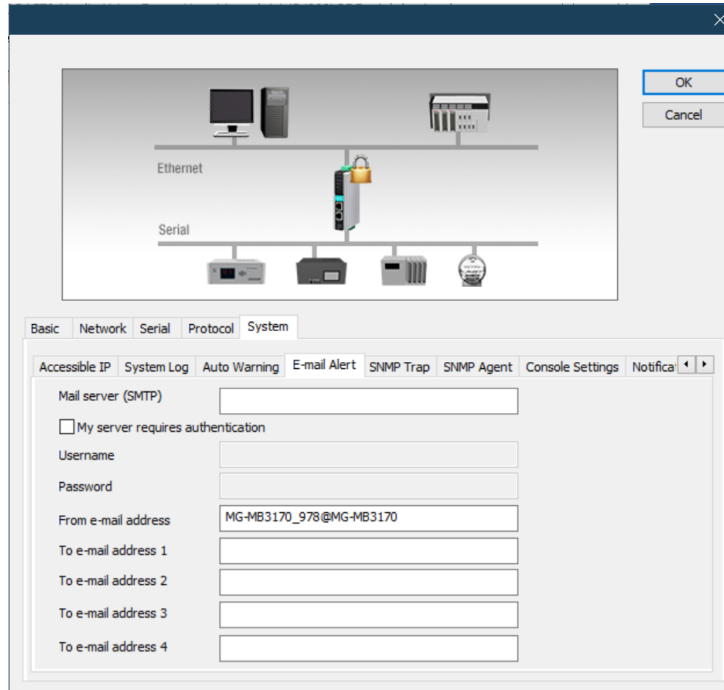 OK
Cancel
Ethernet
Serial
Basic Network Serial Protocol System
Accessible IP System Log Auto Warning E-mail Alert SNMP Trap SNMP Agent Console Settings Notifica
Mail server (SMTP)
My server requires authentication
Username
Password
From e-mail address MG-MB3170_978@MG-MB3170
To e-mail address 1
To e-mail address 2
To e-mail address 3
To e-mail address 4